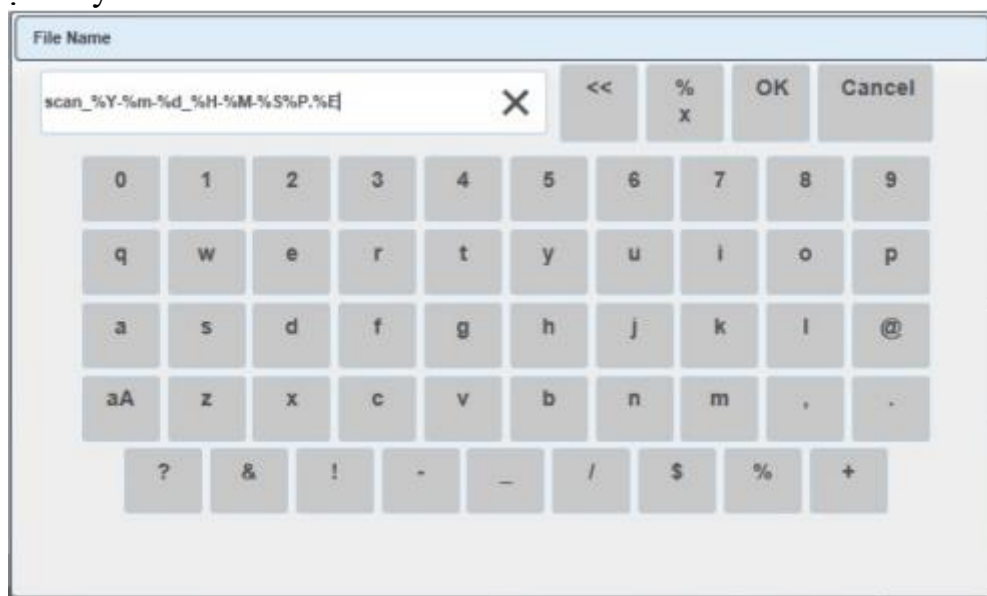 File Name
scan_%Y-%m-%d_%H-%M-%S%P.%E
<< % x OK Cancel
0 1 2 3 4 5 6 7 8 9
q w e r t y u i o p
a s d f g h j k l @
aA z x c v b n m , .
? & ! - _ / $ % +